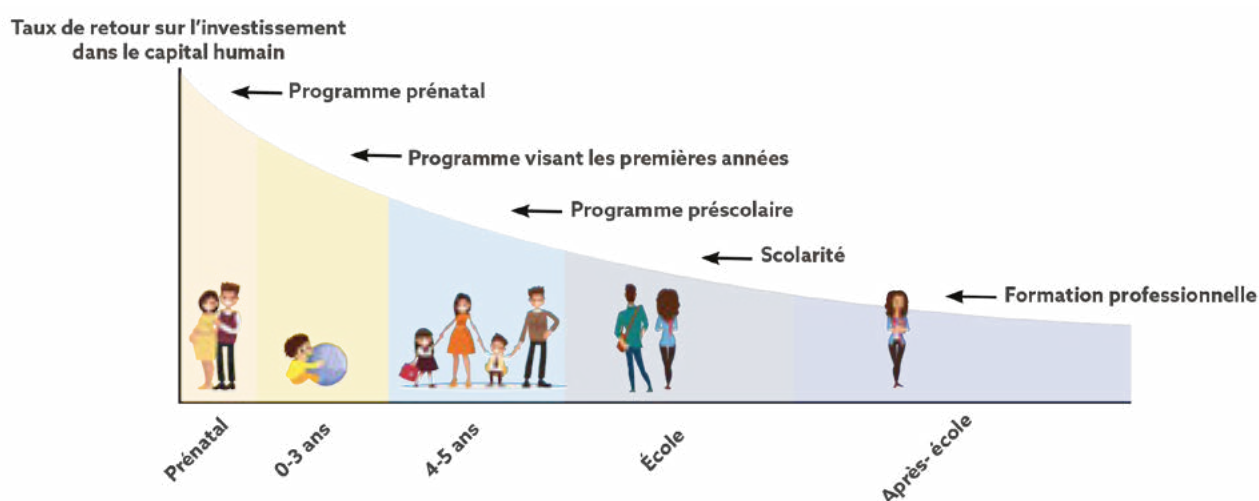 Taux de retour sur l'investissement
dans le capital humain
Programme prénatal
Programme visant les premières années
Programme préscolaire
Scolarité
Formation professionnelle
Prénatal
0-3 ans
4-5 ans
École
Après- école